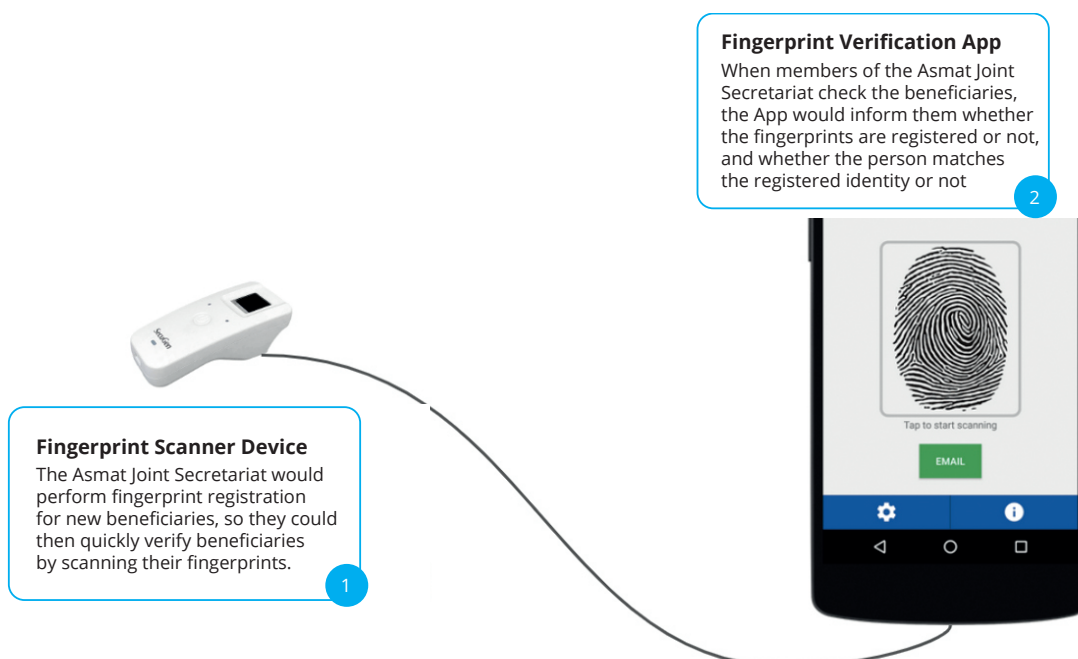 Fingerprint Verification App
When members of the Asmat Joint
Secretariat check the beneficiaries,
the App would inform them whether
the fingerprints are registered or not,
and whether the person matches
the registered identity or not
2
SecuGen
Tap to start scanning
EMAIL
Fingerprint Scanner Device
The Asmat Joint Secretariat would
perform fingerprint registration
for new beneficiaries, so they could
then quickly verify beneficiaries
by scanning their fingerprints.
1